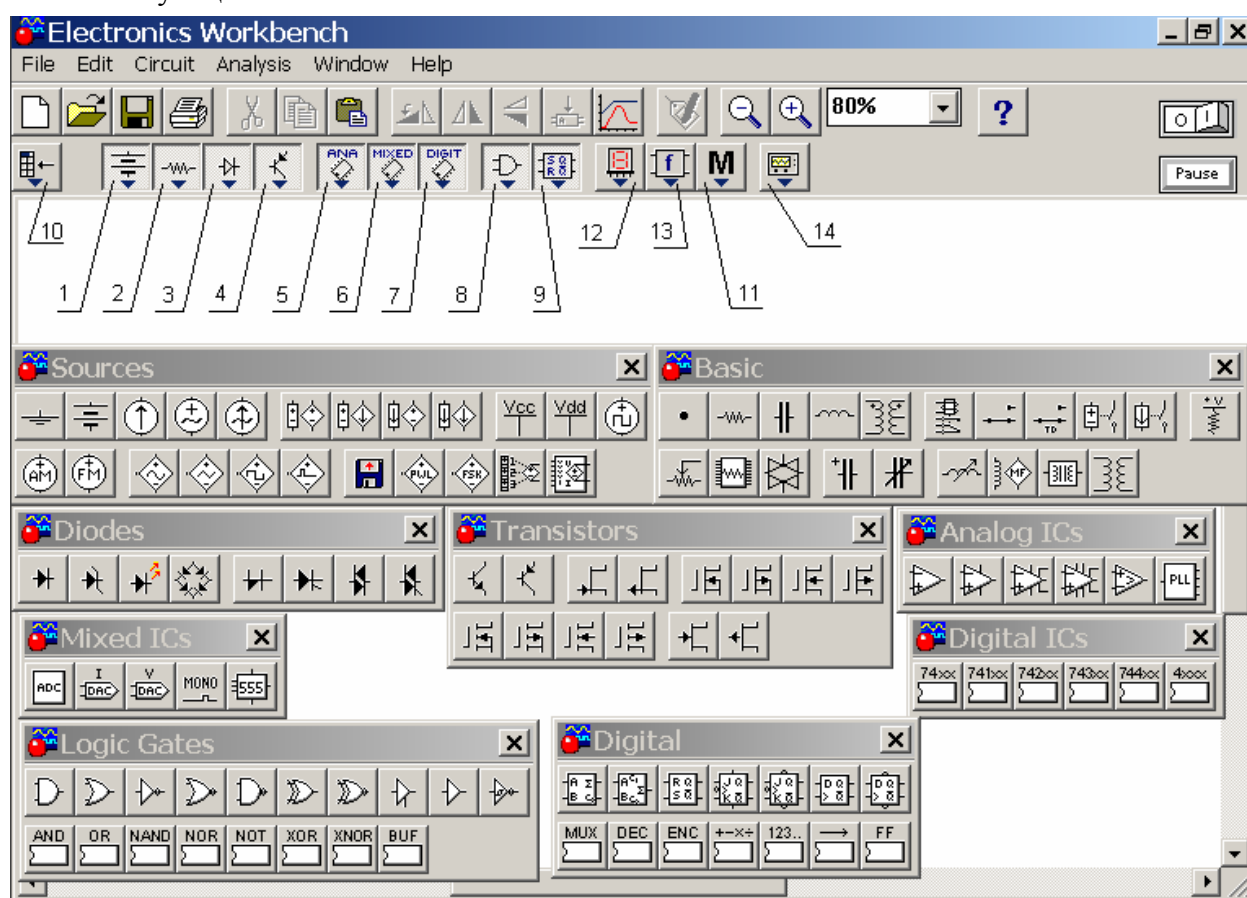 Electronics Workbench
File Edit Circuit Analysis Window Help
80% ?
ANA MIXED DIGIT f M Pause
10 12 13 14
1 2 3 4 5 6 7 8 9 11
Sources
Basic
Vcc Vdd +V
TD
AM FM PWL FSK MF
Diodes
Transistors
Analog ICs
PLL
Mixed ICs
Digital ICs
ADC I DAC V DAC MONO 555
74xx 741xx 742xx 743xx 744xx 4xxx
Logic Gates
Digital
AND OR NAND NOR NOT XOR XNOR BUF
MUX DEC ENC +-×÷ 123.. FF